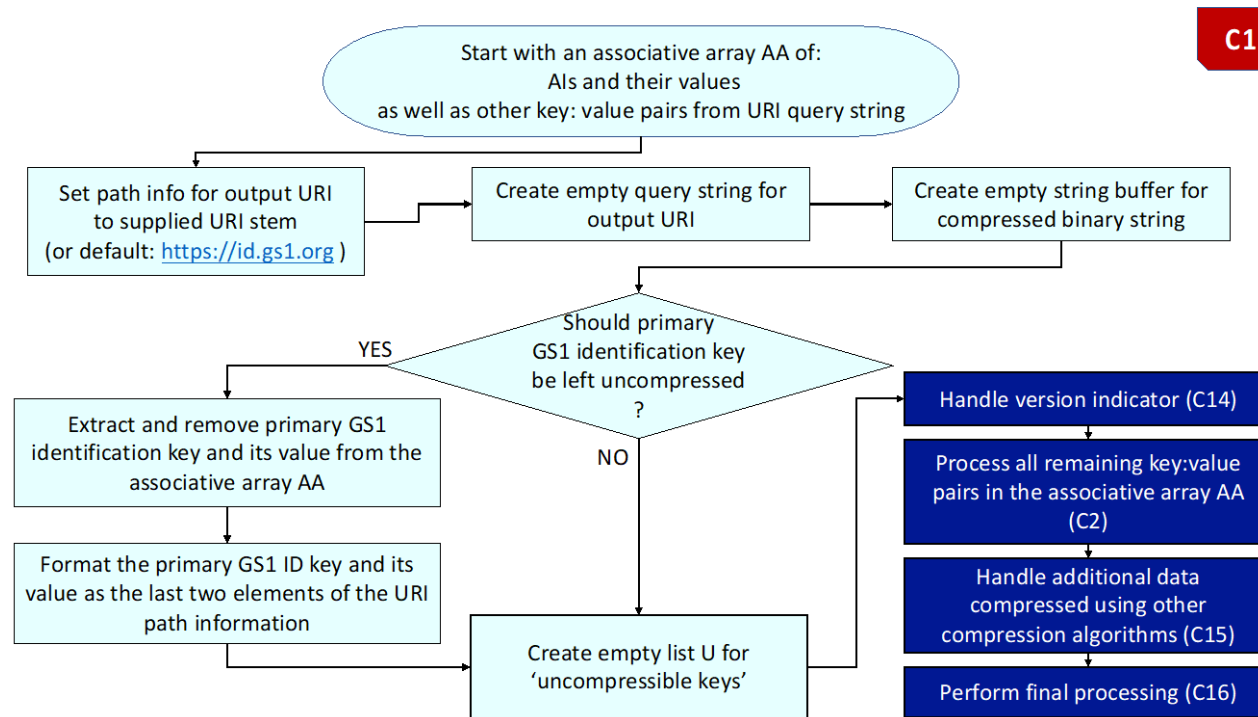 C1
Start with an associative array AA of:
AIs and their values
as well as other key: value pairs from URI query string
Set path info for output URI
to supplied URI stem
(or default: https://id.gs1.org )
Create empty query string for
output URI
Create empty string buffer for
compressed binary string
Should primary
GS1 identification key
be left uncompressed
?
YES
NO
Extract and remove primary GS1
identification key and its value from the
associative array AA
Format the primary GS1 ID key and its
value as the last two elements of the URI
path information
Create empty list U for
‘uncompressible keys’
Handle version indicator (C14)
Process all remaining key:value
pairs in the associative array AA
(C2)
Handle additional data
compressed using other
compression algorithms (C15)
Perform final processing (C16)